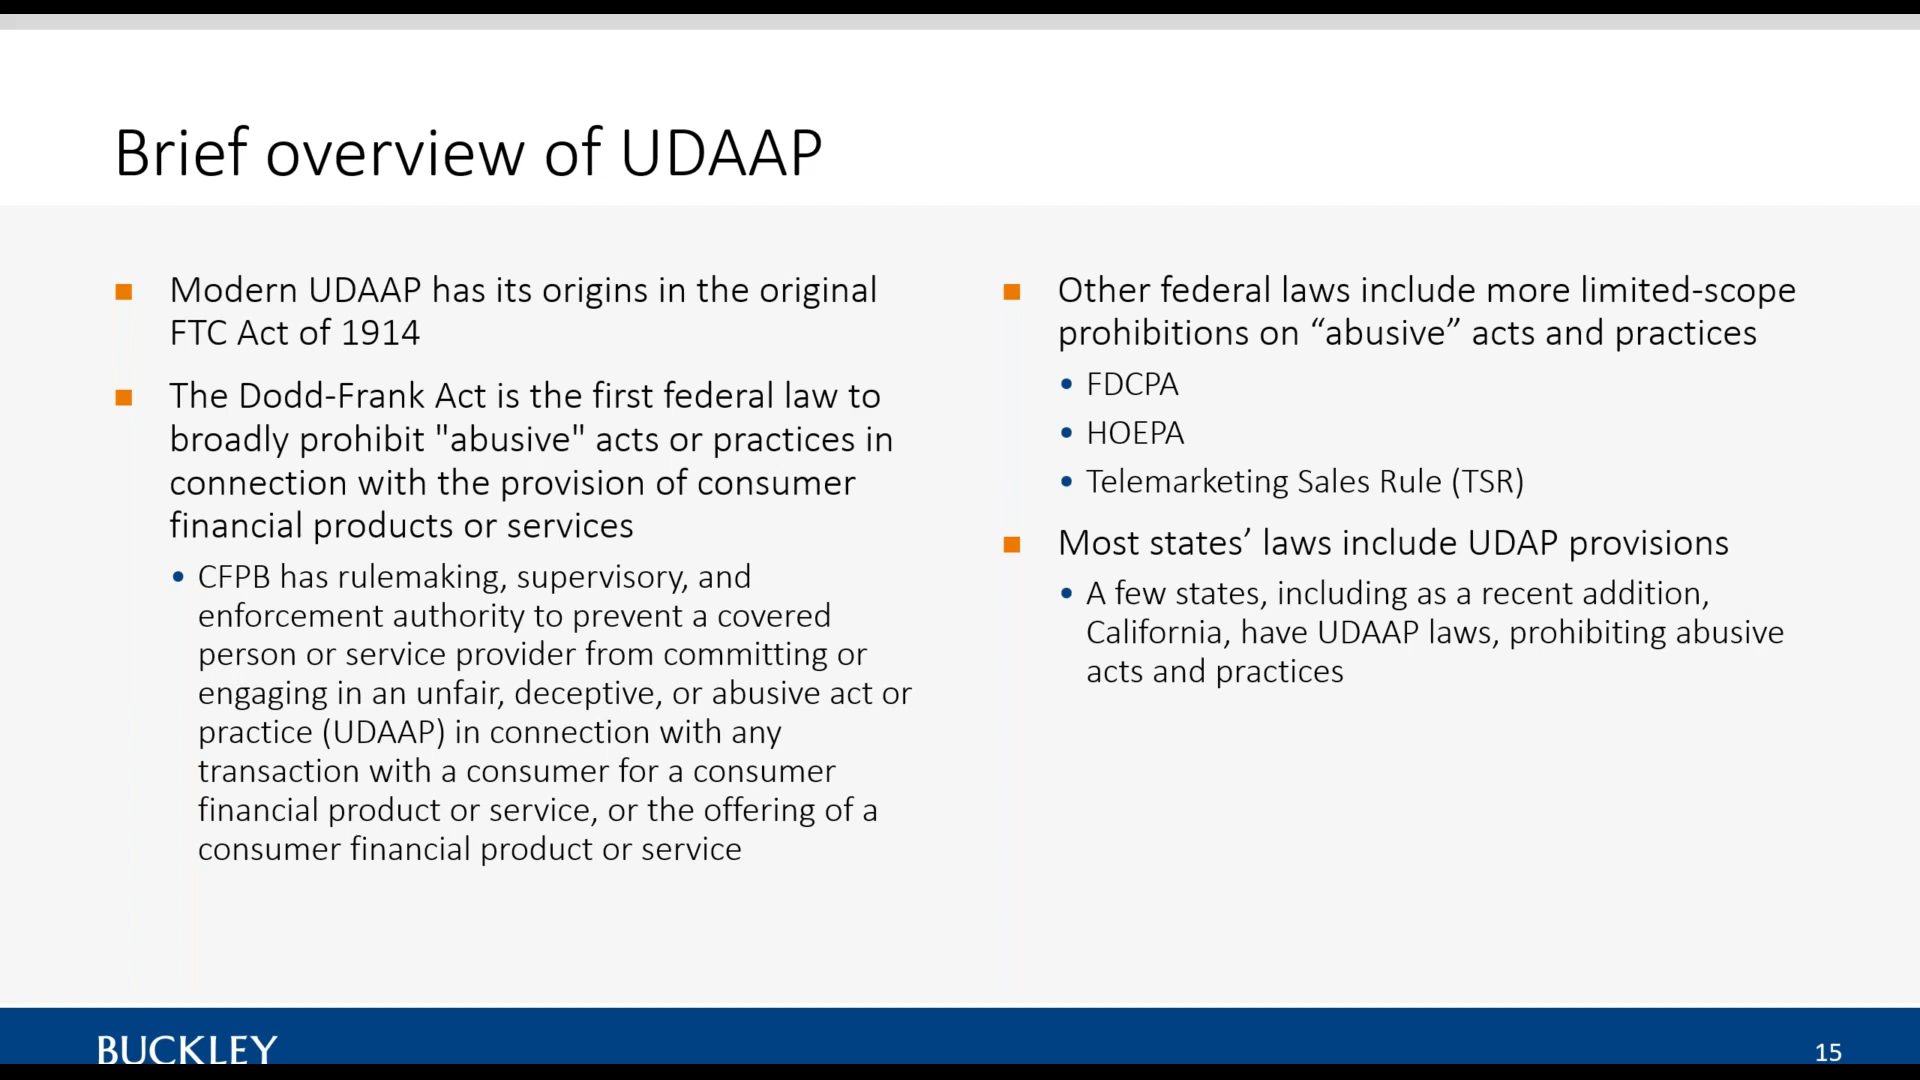 Brief overview of UDAAP
Modern UDAAP has its origins in the original
FTC Act of 1914
The Dodd-Frank Act is the first federal law to
broadly prohibit "abusive" acts or practices in
connection with the provision of consumer
financial products or services
• CFPB has rulemaking, supervisory, and
enforcement authority to prevent a covered
person or service provider from committing or
engaging in an unfair, deceptive, or abusive act or
practice (UDAAP) in connection with any
transaction with a consumer for a consumer
financial product or service, or the offering of a
consumer financial product or service
Other federal laws include more limited-scope
prohibitions on “abusive” acts and practices
• FDCPA
• HOEPA
• Telemarketing Sales Rule (TSR)
Most states’ laws include UDAP provisions
• A few states, including as a recent addition,
California, have UDAAP laws, prohibiting abusive
acts and practices
BUCKLEY
15